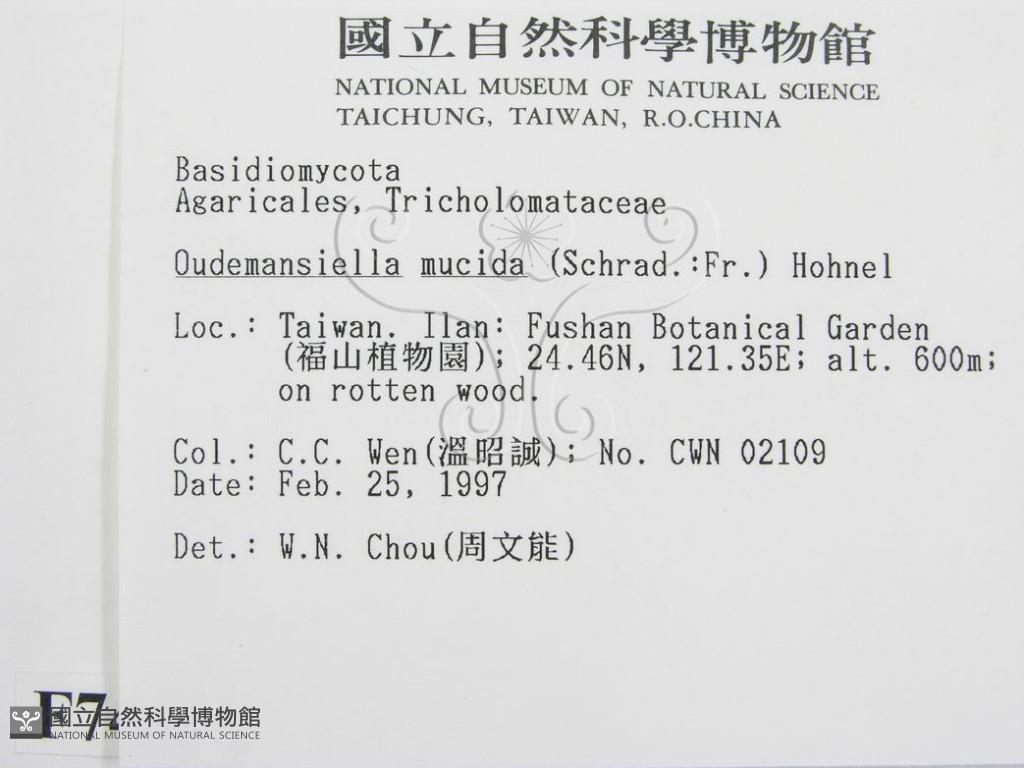 國立自然科學博物館
NATIONAL MUSEUM OF NATURAL SCIENCE
TAICHUNG, TAIWAN, R.O.CHINA
Basidiomycota
Agaricales, Tricholomataceae
Oudemansiella mucida (Schrad.:Fr.) Hohnel
Loc.: Taiwan. Ilan: Fushan Botanical Garden
(福山植物園); 24.46N, 121.35E; alt. 600m;
on rotten wood.
Col.: C.C. Wen(溫昭誠); No. CWN 02109
Date: Feb. 25, 1997
Det.: W.N. Chou(周文能)
國立自然科學博物館
NATIONAL MUSEUM OF NATURAL SCIENCE